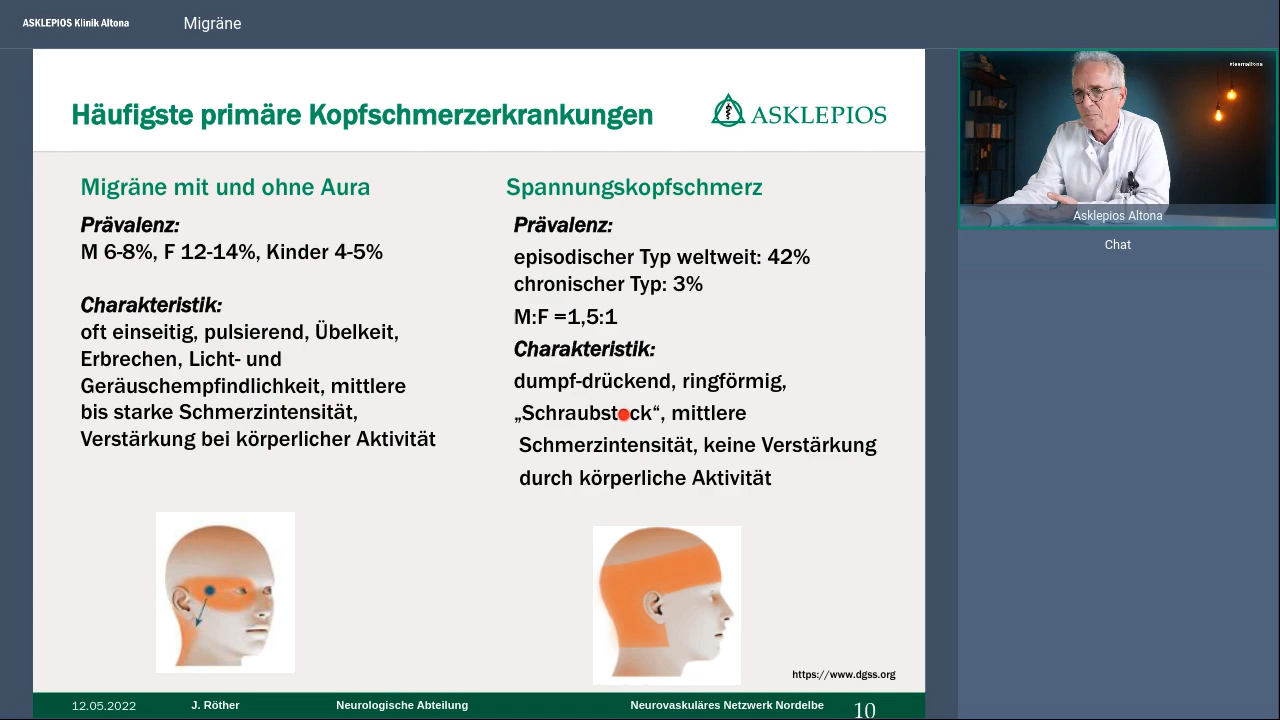 ASKLEPIOS Klinik Altona
Migräne
Häufigste primäre Kopfschmerzerkrankungen
ASKLEPIOS
Migräne mit und ohne Aura
Prävalenz:
M 6-8%, F 12-14%, Kinder 4-5%
Charakteristik:
oft einseitig, pulsierend, Übelkeit,
Erbrechen, Licht- und
Geräuschempfindlichkeit, mittlere
bis starke Schmerzintensität,
Verstärkung bei körperlicher Aktivität
Spannungskopfschmerz
Prävalenz:
episodischer Typ weltweit: 42%
chronischer Typ: 3%
M:F =1,5:1
Charakteristik:
dumpf-drückend, ringförmig,
„Schraubstock“, mittlere
Schmerzintensität, keine Verstärkung
durch körperliche Aktivität
https://www.dgss.org
12.05.2022
J. Röther
Neurologische Abteilung
Neurovaskuläres Netzwerk Nordelbe
10
#teamaltona
Asklepios Altona
Chat